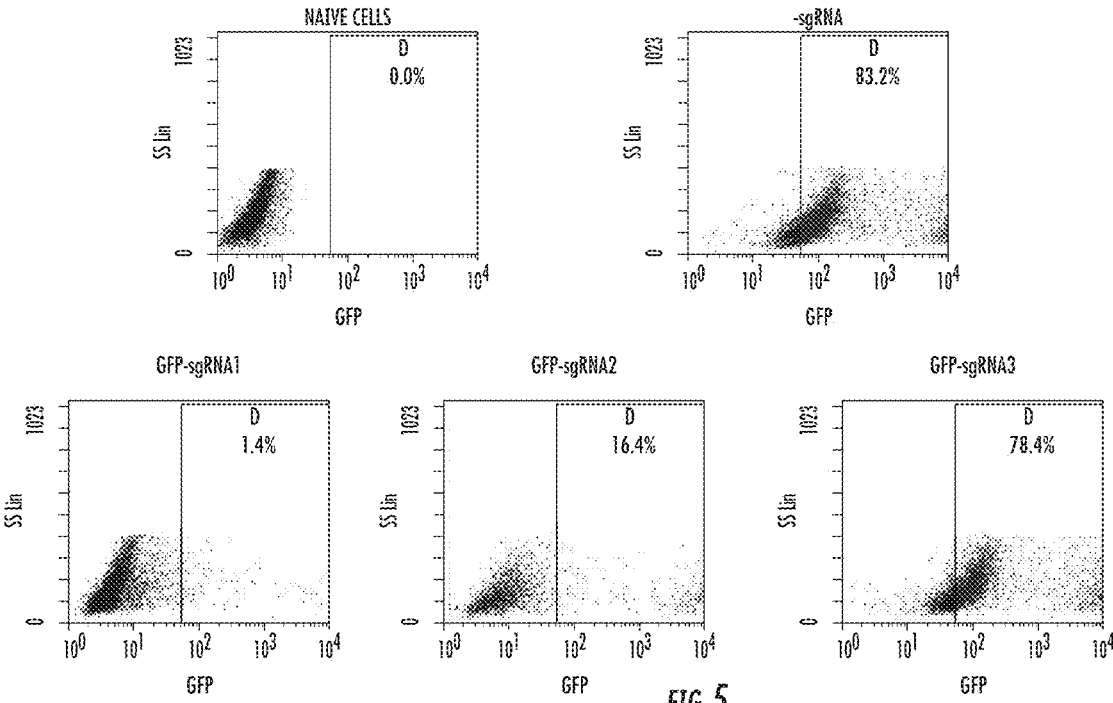 NAIVE CELLS
D
0.0%
1023
SS Lin
0
10^0 10^1 10^2 10^3 10^4
GFP
-sgRNA
D
83.2%
1023
SS Lin
0
10^0 10^1 10^2 10^3 10^4
GFP
GFP-sgRNA1
D
1.4%
1023
SS Lin
0
10^0 10^1 10^2 10^3 10^4
GFP
GFP-sgRNA2
D
16.4%
1023
SS Lin
0
10^0 10^1 10^2 10^3 10^4
GFP
GFP-sgRNA3
D
78.4%
1023
SS Lin
0
10^0 10^1 10^2 10^3 10^4
GFP
FIG. 5